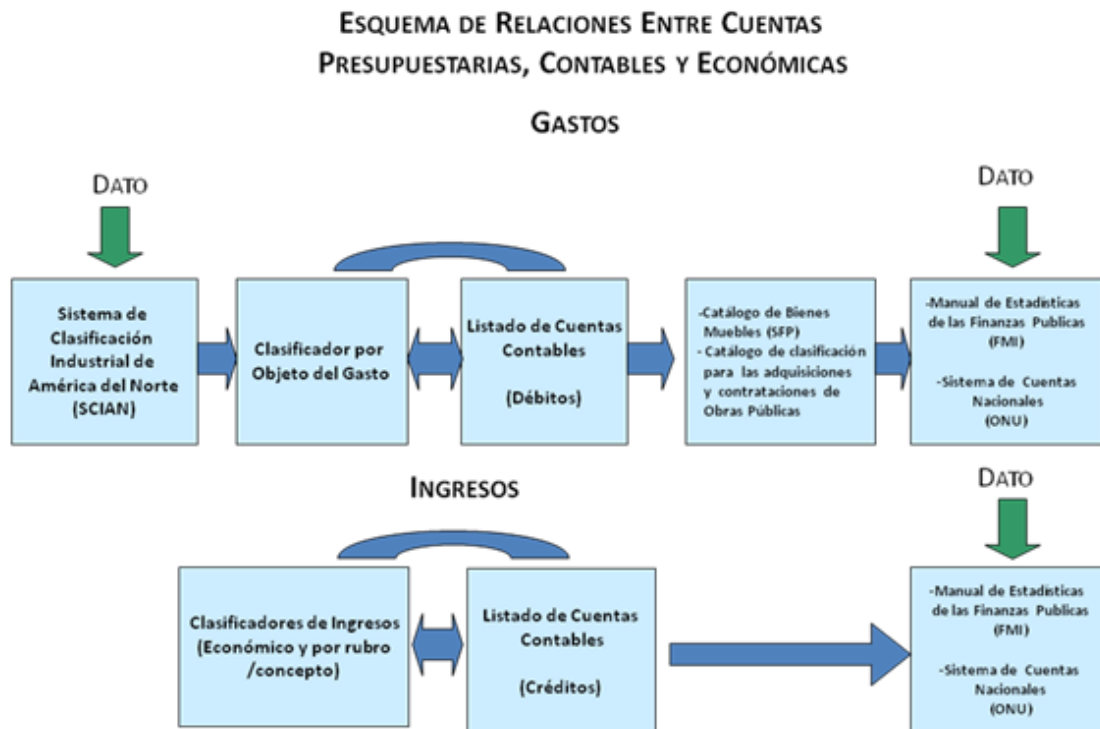 ESQUEMA DE RELACIONES ENTRE CUENTAS
PRESUPUESTARIAS, CONTABLES Y ECONÓMICAS
GASTOS
DATO
DATO
Sistema de
Clasificación
Industrial de
América del Norte
(SCIAN)
Clasificador por
Objeto del Gasto
Listado de Cuentas
Contables
(Débitos)
-Catálogo de Bienes
Muebles (SFP)
- Catálogo de clasificación
para las adquisiciones
y contrataciones de
Obras Públicas
-Manual de Estadísticas
de las Finanzas Publicas
(FMI)
-Sistema de Cuentas
Nacionales
(ONU)
INGRESOS
DATO
Clasificadores de Ingresos
(Económico y por rubro
/concepto)
Listado de Cuentas
Contables
(Créditos)
-Manual de Estadísticas
de las Finanzas Publicas
(FMI)
-Sistema de Cuentas
Nacionales
(ONU)